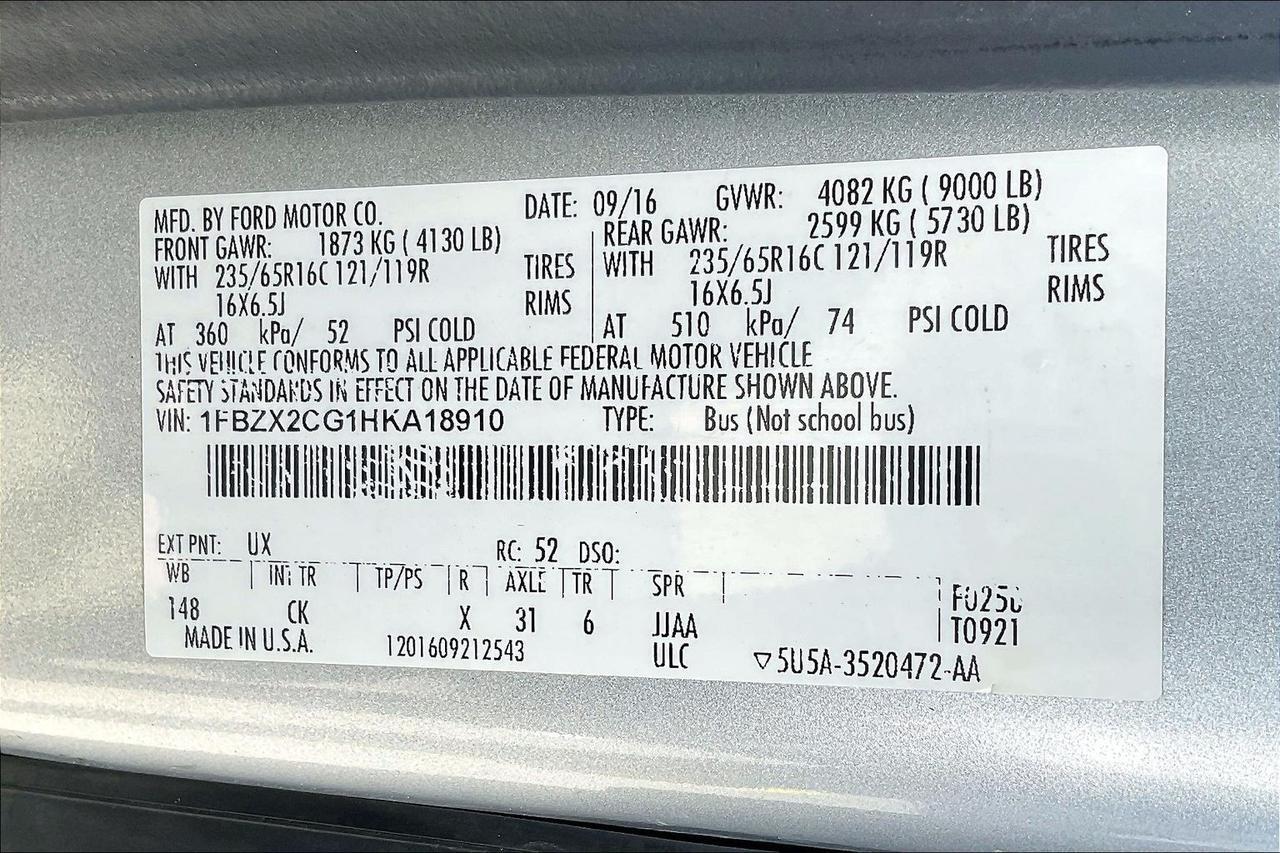 MFD. BY FORD MOTOR CO. DATE: 09/16 GVWR: 4082 KG ( 9000 LB)
FRONT GAWR: 1873 KG ( 4130 LB) REAR GAWR: 2599 KG ( 5730 LB)
WITH 235/65R16C 121/119R TIRES WITH 235/65R16C 121/119R TIRES
16X6.5J RIMS 16X6.5J RIMS
AT 360 kPa/ 52 PSI COLD AT 510 kPa/ 74 PSI COLD
THIS VEHICLE CONFORMS TO ALL APPLICABLE FEDERAL MOTOR VEHICLE
SAFETY STANDARDS IN EFFECT ON THE DATE OF MANUFACTURE SHOWN ABOVE.
VIN: 1FBZX2CG1HKA18910 TYPE: Bus (Not school bus)
EXT PNT: UX RC: 52 DSO:
WB INT TR TP/PS R AXLE TR SPR
148 CK X 31 6 JJAA T0921
MADE IN U.S.A. 1201609212543 ULC ▽5U5A-3520472-AA